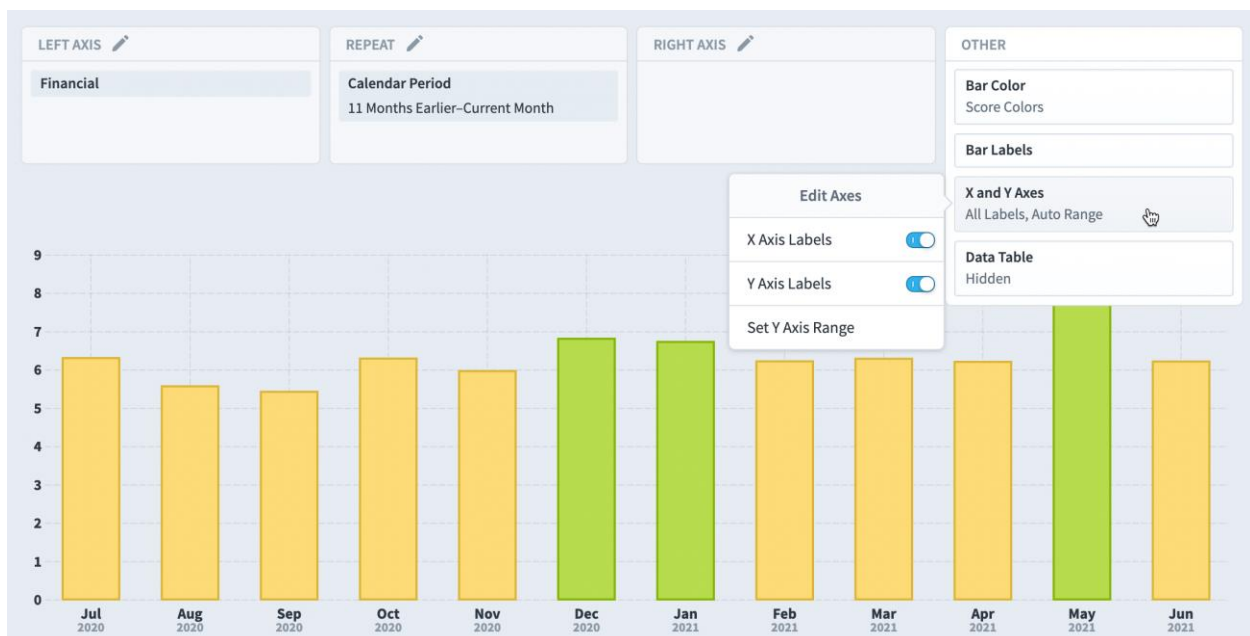 LEFT AXIS
Financial
REPEAT
Calendar Period
11 Months Earlier–Current Month
RIGHT AXIS
OTHER
Bar Color
Score Colors
Bar Labels
X and Y Axes
All Labels, Auto Range
Data Table
Hidden
Edit Axes
X Axis Labels
Y Axis Labels
Set Y Axis Range
9
8
7
6
5
4
3
2
1
0
Jul Aug Sep Oct Nov Dec Jan Feb Mar Apr May Jun
2020 2020 2020 2020 2020 2020 2021 2021 2021 2021 2021 2021